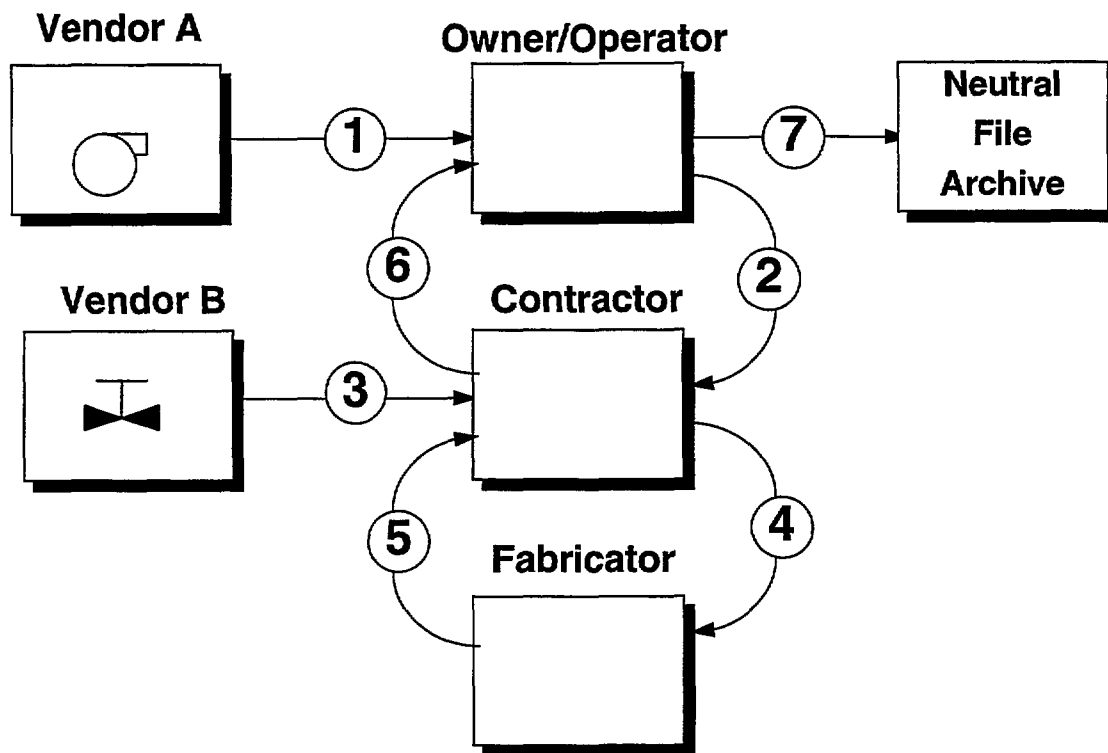 Vendor A
Owner/Operator
1
7
Neutral
File
Archive
6
2
Vendor B
Contractor
3
5
4
Fabricator